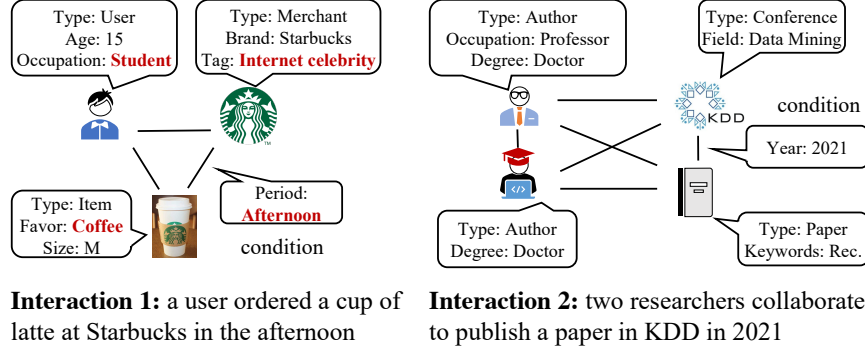 Type: User
Age: 15
Occupation: Student
Type: Merchant
Brand: Starbucks
Tag: Internet celebrity
TM
Type: Item
Favor: Coffee
Size: M
Period:
Afternoon
condition
Interaction 1: a user ordered a cup of
latte at Starbucks in the afternoon
Type: Author
Occupation: Professor
Degree: Doctor
Type: Conference
Field: Data Mining
KDD
condition
Year: 2021
Type: Author
Degree: Doctor
</>
Type: Paper
Keywords: Rec.
Interaction 2: two researchers collaborate
to publish a paper in KDD in 2021